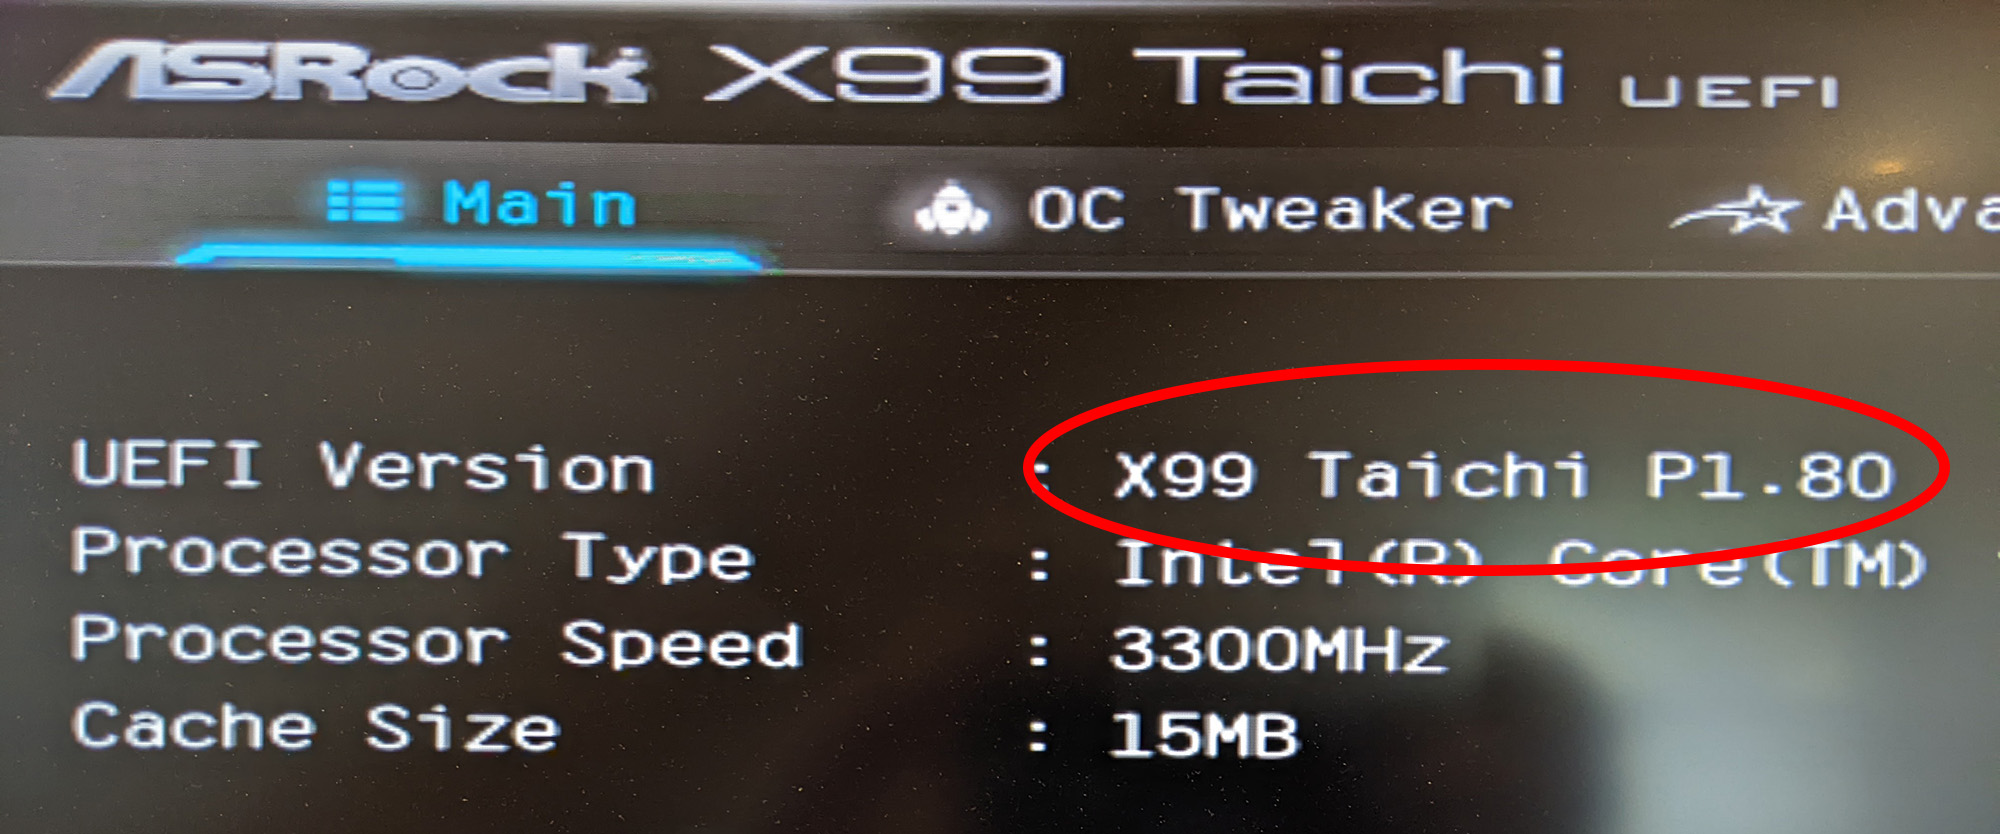 ASRock X99 Taichi UEFI
Main OC Tweaker Adva
UEFI Version : X99 Taichi P1.80
Processor Type : Intel(R) Core(TM)
Processor Speed : 3300MHz
Cache Size : 15MB